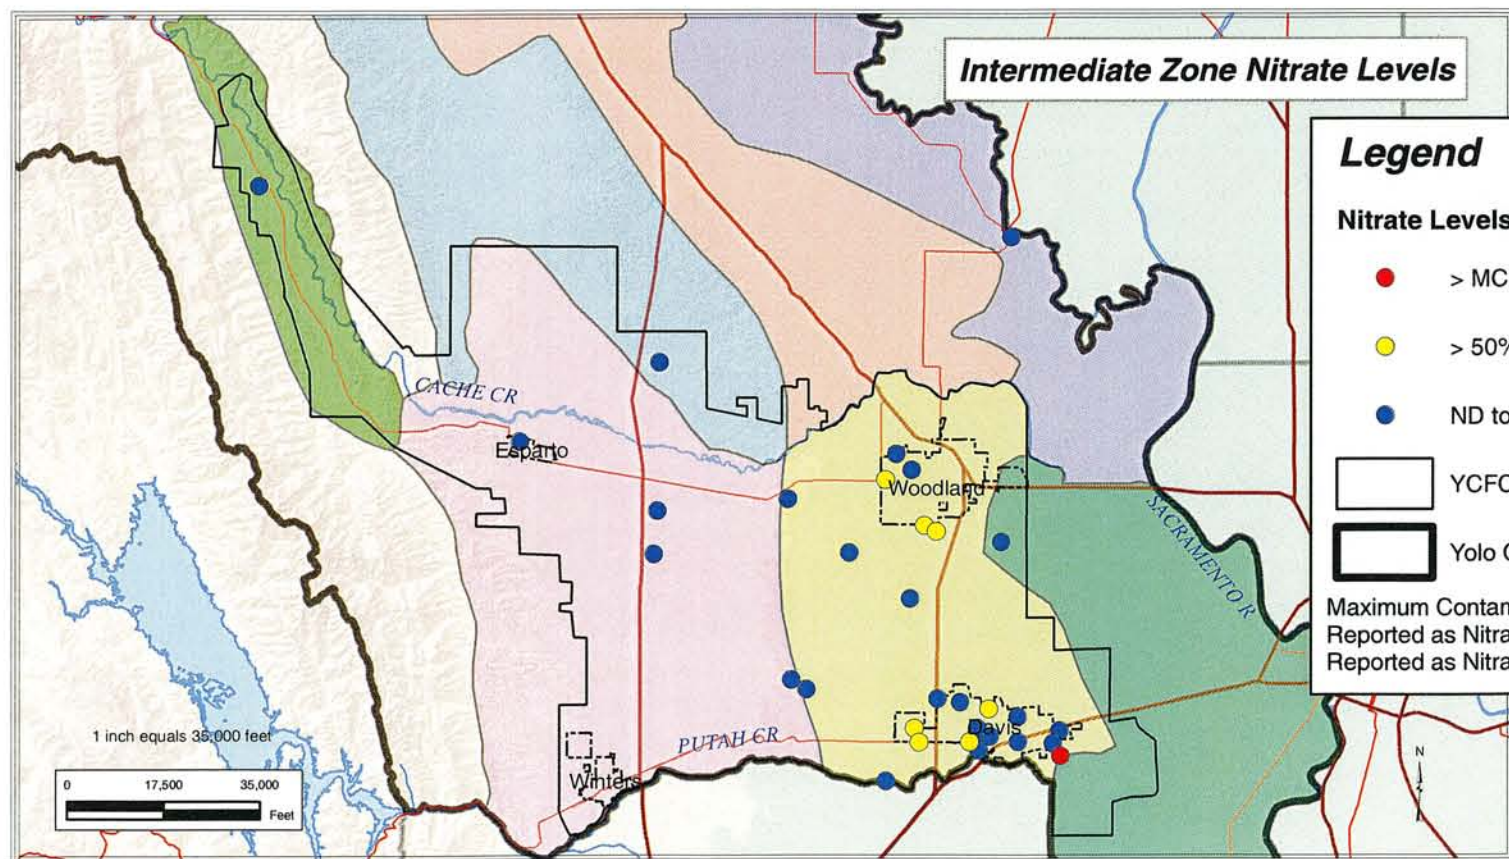 Intermediate Zone Nitrate Levels
Legend
Nitrate Levels
> MC
> 50%
ND to
YCFC
Yolo C
Maximum Contam
Reported as Nitra
Reported as Nitra
CACHE CR
Esparto
Woodland
SACRAMENTO R
Davis
PUTAH CR
Winters
1 inch equals 35,000 feet
0 17,500 35,000
Feet
N